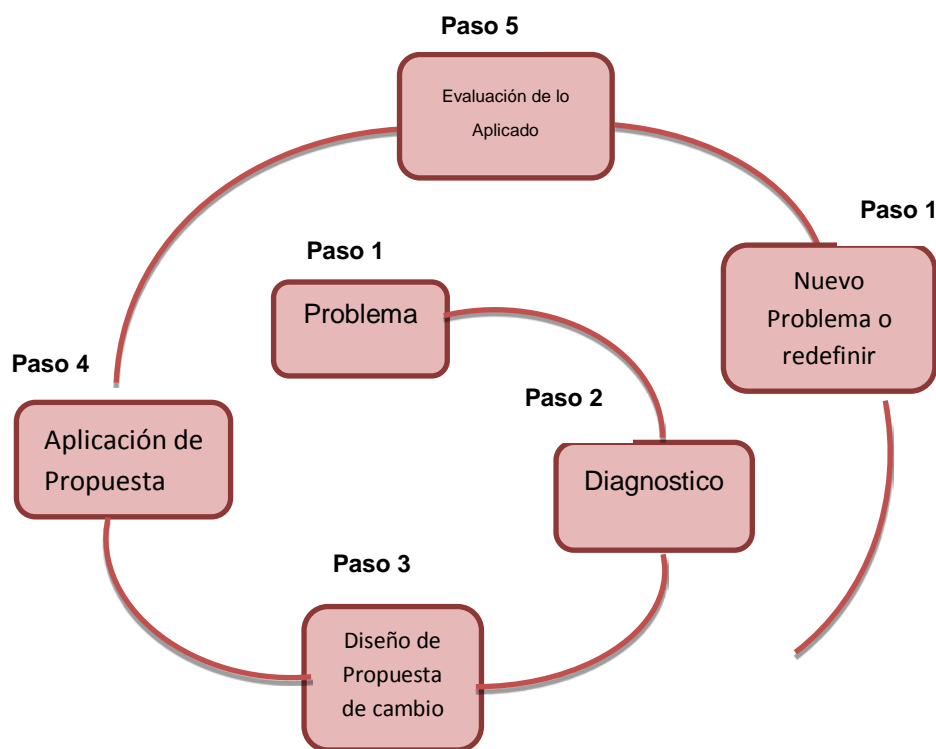 Paso 5
Evaluación de lo
Aplicado
Paso 1
Nuevo
Problema o
redefinir
Paso 1
Problema
Paso 4
Aplicación de
Propuesta
Paso 2
Diagnostico
Paso 3
Diseño de
Propuesta
de cambio